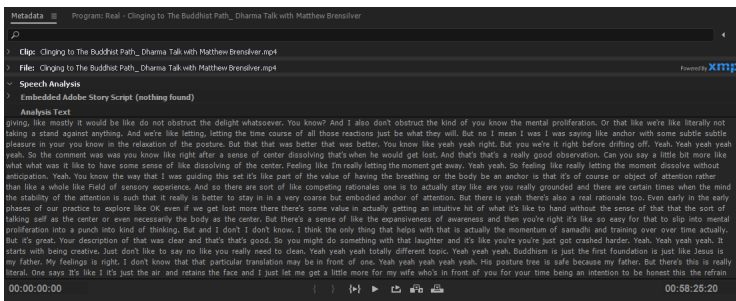 Metadata Program: Real - Clinging to The Buddhist Path_ Dharma Talk with Matthew Brensilver.mp4
Clip: Clinging to The Buddhist Path_ Dharma Talk with Matthew Brensilver.mp4
File: Clinging to The Buddhist Path_ Dharma Talk with Matthew Brensilver.mp4 Powered By xmp
Speech Analysis
Embedded Adobe Story Script (nothing found)
Analysis Text
giving, like mostly it would be like do not obstruct the delight whatsoever. You know? And I also don't obstruct the kind of you know the mental proliferation. Or that like we're like literally not
taking a stand against anything. And we're like letting, letting the time course of all those reactions just be what they will. But no I mean I was I was saying like anchor with some subtle subtle
pleasure in your you know in the relaxation of the posture. But that that was better that was better. You know like yeah yeah right. But you we're it right before drifting off. Yeah. Yeah yeah yeah
yeah. So the comment was was you know like right after a sense of center dissolving that's when he would get lost. And that's that's a really good observation. Can you say a little bit more like
what what was it like to have some sense of like dissolving of the center. Feeling like I'm really letting the moment get away. Yeah yeah. So feeling like really letting the moment dissolve without
anticipation. Yeah. You know the way that I was guiding this set it's like part of the value of having the breathing or the body be an anchor is that it's of course or object of attention rather
than like a whole like Field of sensory experience. And so there are sort of like competing rationales one is to actually stay like are you really grounded and there are certain times when the mind
the stability of the attention is such that it really is better to stay in in a very coarse but embodied anchor of attention. But there is yeah there's also a real rationale too. Even early in the early
phases of our practice to explore like OK even if we get lost more there there's some value in actually getting an intuitive hit of what it's like to hand without the sense of that that the sort of
talking self as the center or even necessarily the body as the center. But there's a sense of like the expansiveness of awareness and then you're right it's like so easy for that to slip into mental
proliferation into a punch into kind of thinking. But and I don't I don't know. I think the only thing that helps with that is actually the momentum of samadhi and training over over time actually.
But it's great. Your description of that was clear and that's that's good. So you might do something with that laughter and it's like you're you're just got crashed harder. Yeah. Yeah yeah yeah. It
starts with being creative. Just don't like to say no like you really need to clean. Yeah yeah yeah totally different topic. Yeah yeah yeah. Buddhism is just the first foundation is just like Jesus is
my father. My feelings is right. I don't know that that particular translation may be in front of one. Yeah yeah yeah yeah yeah. His posture tree is safe because my father. But there's this is really
literal. One says It's like I it's just the air and retains the face and I just let me get a little more for my wife who's in front of you for your time being an intention to be honest this the refrain
00:00:00:00 00:58:25:20